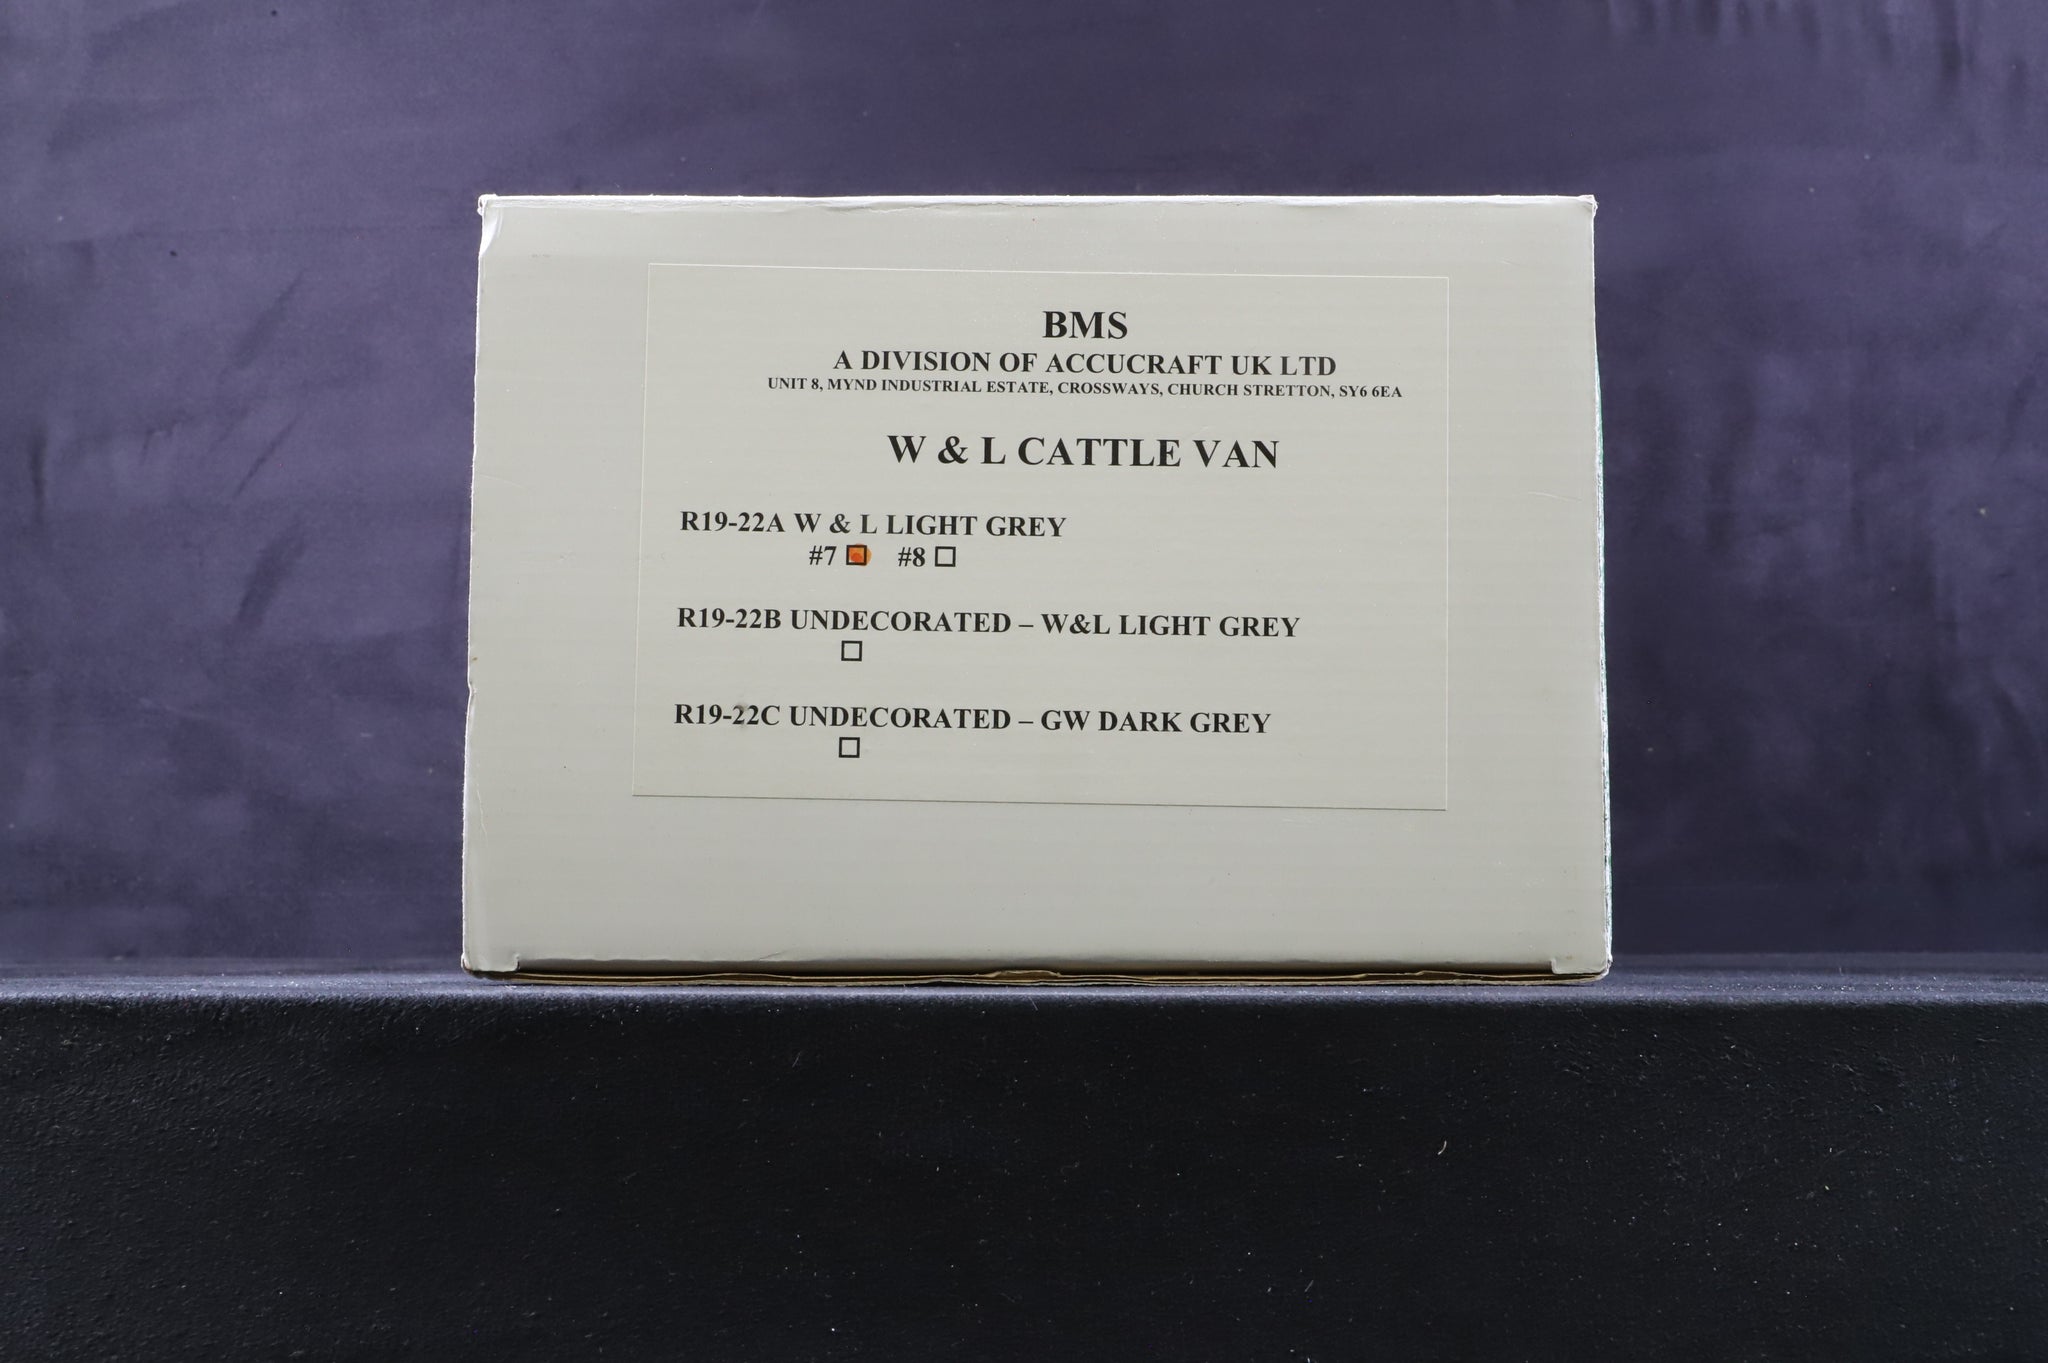 BMS
A DIVISION OF ACCUCRAFT UK LTD
UNIT 8, MYND INDUSTRIAL ESTATE, CROSSWAYS, CHURCH STRETTON, SY6 6EA
W & L CATTLE VAN
R19-22A W & L LIGHT GREY
#7 #8
R19-22B UNDECORATED – W&L LIGHT GREY
R19-22C UNDECORATED – GW DARK GREY